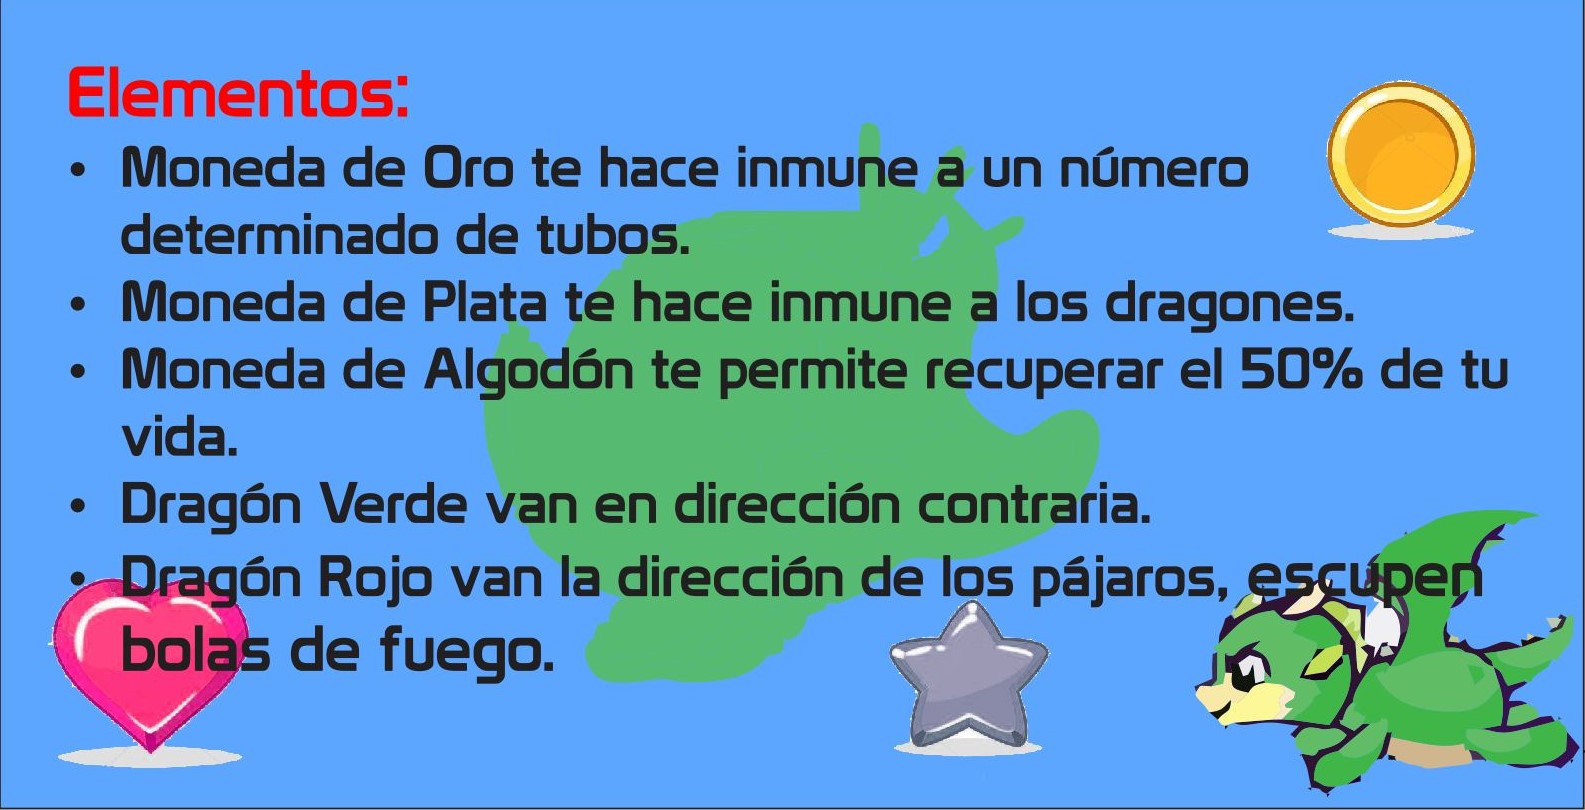 Elementos:
• Moneda de Oro te hace inmune a un número
determinado de tubos.
• Moneda de Plata te hace inmune a los dragones.
• Moneda de Algodón te permite recuperar el 50% de tu
vida.
• Dragón Verde van en dirección contraria.
• Dragón Rojo van la dirección de los pájaros, escupen
bolas de fuego.